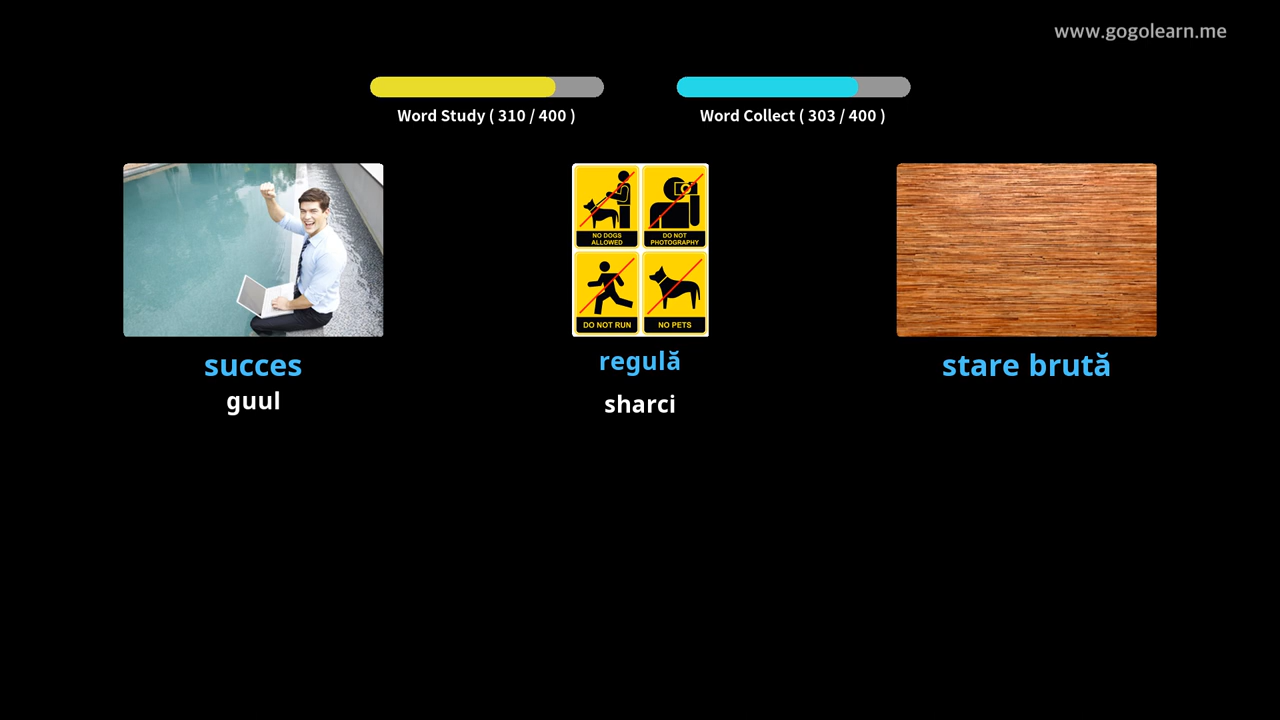 www.gogolearn.me
Word Study ( 310 / 400 )
Word Collect ( 303 / 400 )
NO DOGS
ALLOWED
DO NOT
PHOTOGRAPHY
DO NOT RUN
NO PETS
succes
regulă
stare brută
guul
sharci